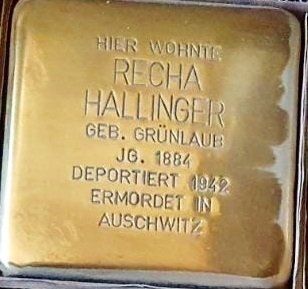 HIER WOHNTE
RECHA
HALLINGER
GEB. GRÜNLAUB
JG. 1884
DEPORTIERT 1942
ERMORDET IN
AUSCHWITZ